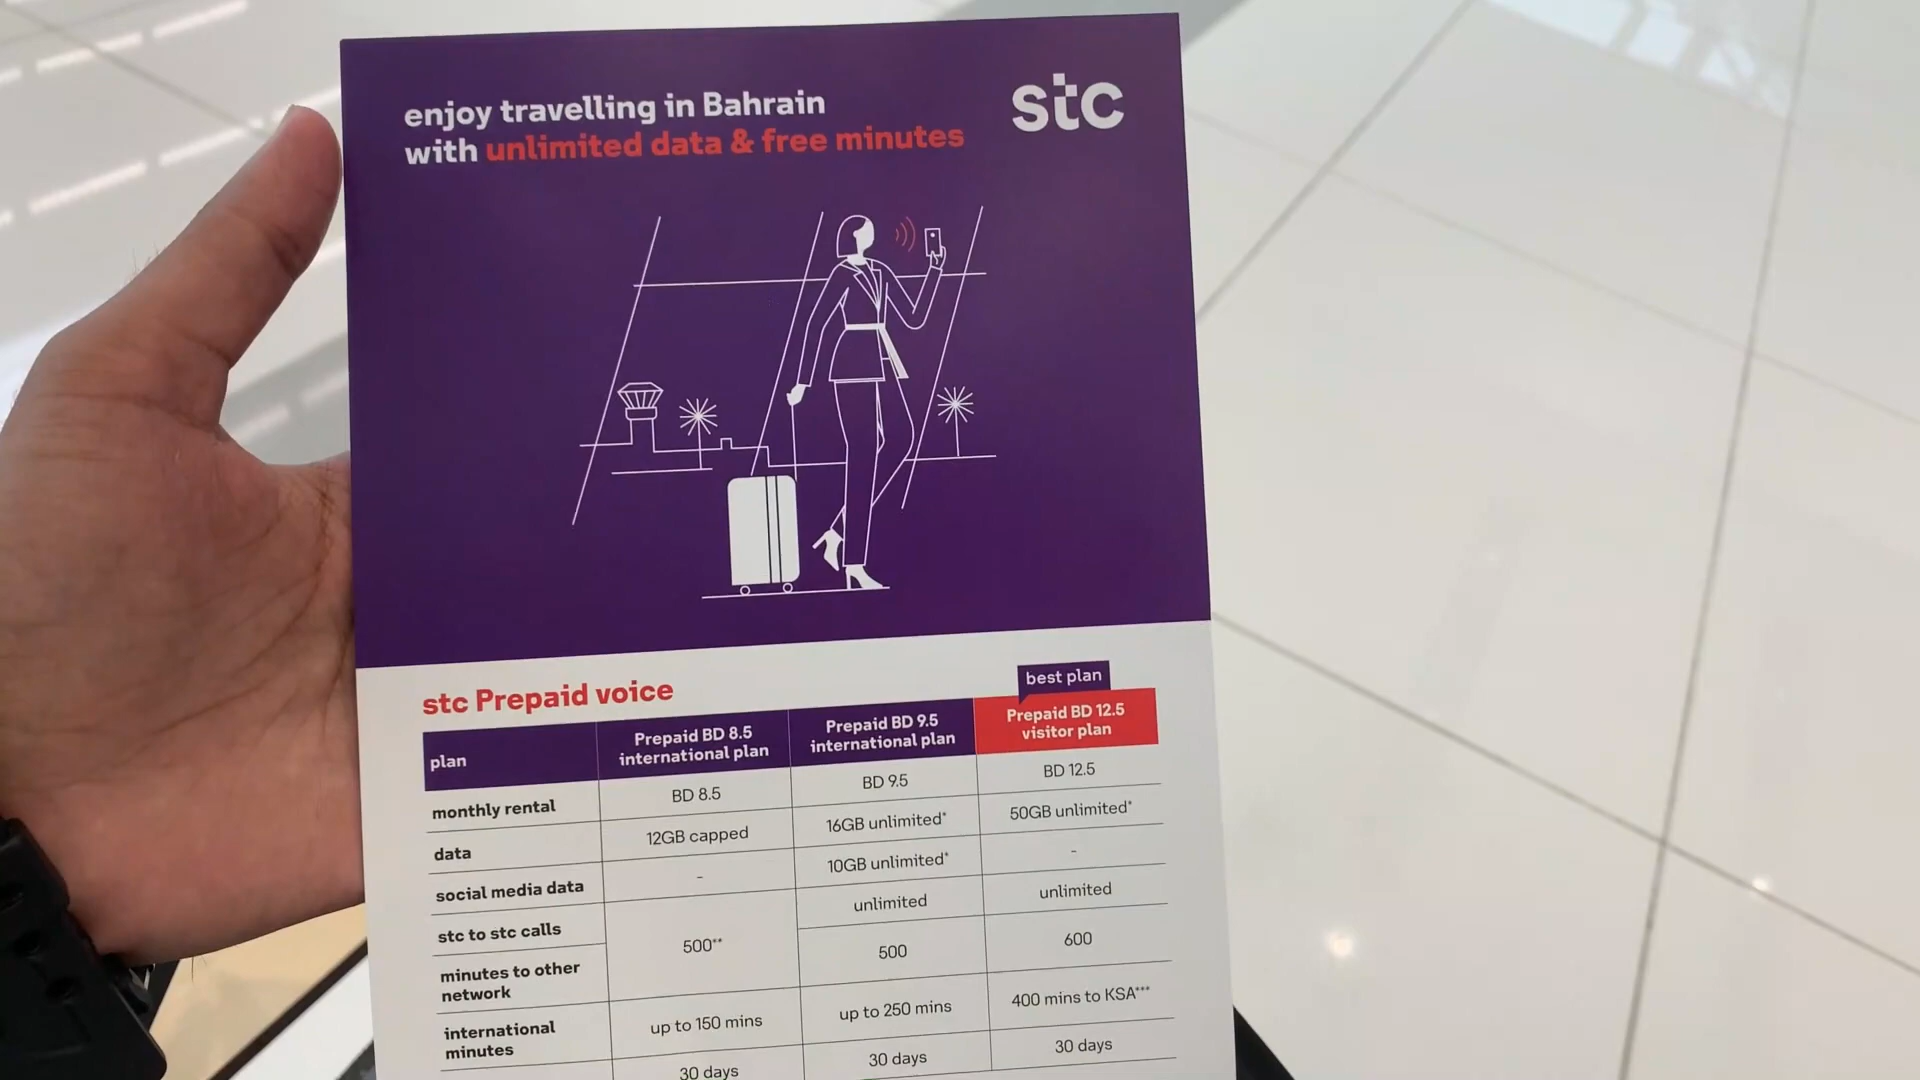 enjoy travelling in Bahrain
with unlimited data & free minutes
stc
stc Prepaid voice
best plan
plan
Prepaid BD 8.5
international plan
Prepaid BD 9.5
international plan
Prepaid BD 12.5
visitor plan
monthly rental
BD 8.5
BD 9.5
BD 12.5
data
12GB capped
16GB unlimited*
50GB unlimited*
social media data
-
10GB unlimited*
-
stc to stc calls
500**
unlimited
unlimited
minutes to other
network
500
600
international
minutes
up to 150 mins
up to 250 mins
400 mins to KSA***
30 days
30 days
30 days